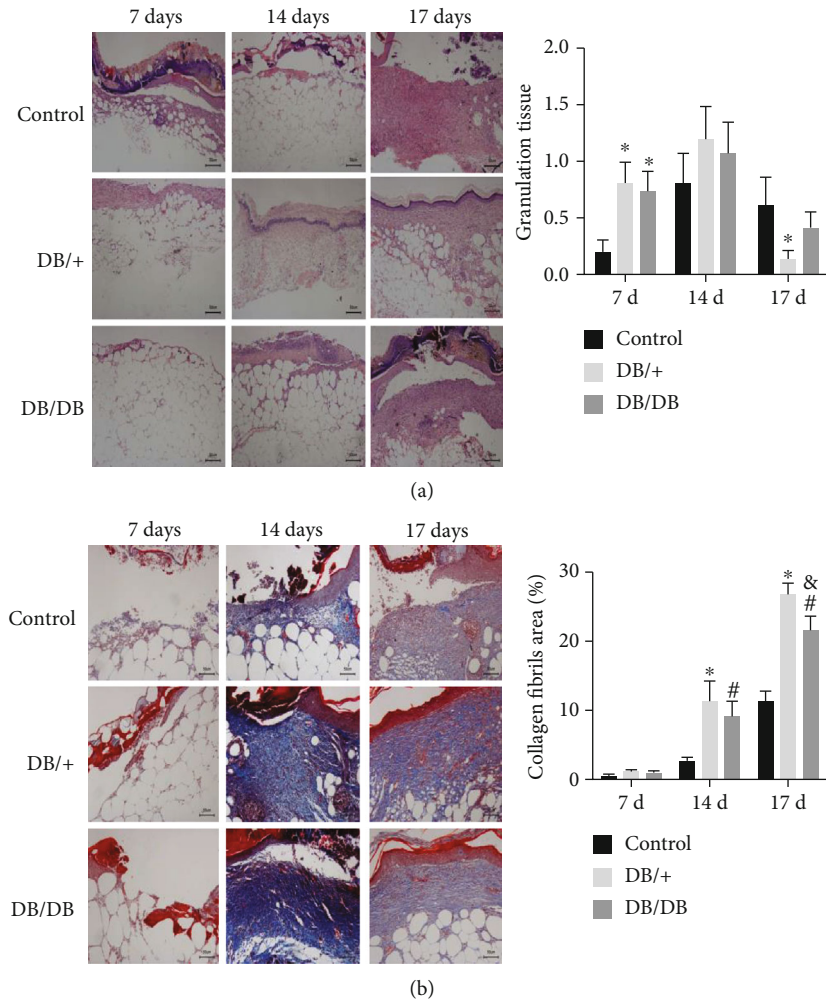 7 days 14 days 17 days
Control
DB/+
DB/DB
Granulation tissue
2.0
1.5
1.0
0.5
0.0
* * *
7 d 14 d 17 d
Control
DB/+
DB/DB
(a)
7 days 14 days 17 days
Control
DB/+
DB/DB
Collagen fibrils area (%)
30
20
10
0
* # * &
#
7 d 14 d 17 d
Control
DB/+
DB/DB
(b)